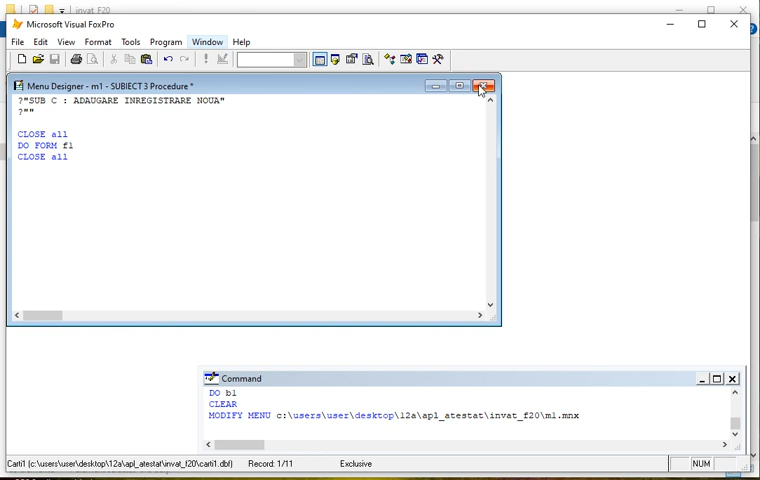 invat_F20
Microsoft Visual FoxPro
File Edit View Format Tools Program Window Help
Menu Designer - m1 - SUBIECT 3 Procedure *
?"SUB C : ADAUGARE INREGISTRARE NOUA"
?""
CLOSE all
DO FORM f1
CLOSE all
Command
DO b1
CLEAR
MODIFY MENU c:\users\user\desktop\12a\apl_atestat\invat_f20\m1.mnx
Carti1 (c:\users\user\desktop\12a\apl_atestat\invat_f20\carti1.dbf) Record: 1/11 Exclusive NUM